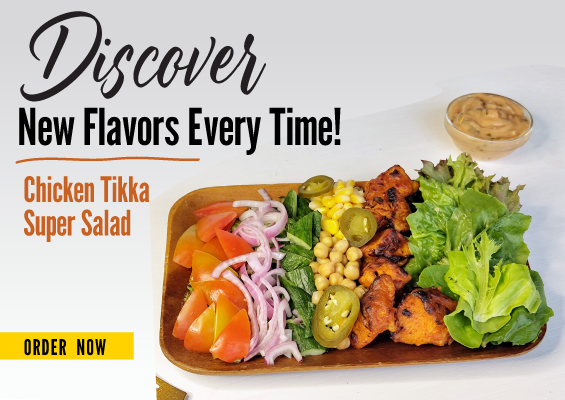 Discover
New Flavors Every Time!
Chicken Tikka
Super Salad
ORDER NOW